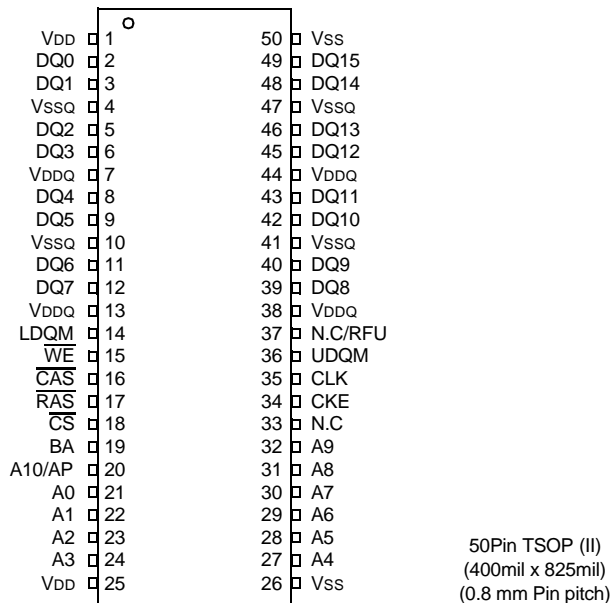 VDD 1 50 VSS
DQ0 2 49 DQ15
DQ1 3 48 DQ14
VSSQ 4 47 VSSQ
DQ2 5 46 DQ13
DQ3 6 45 DQ12
VDDQ 7 44 VDDQ
DQ4 8 43 DQ11
DQ5 9 42 DQ10
VSSQ 10 41 VSSQ
DQ6 11 40 DQ9
DQ7 12 39 DQ8
VDDQ 13 38 VDDQ
LDQM 14 37 N.C/RFU
W̅E̅ 15 36 UDQM
C̅A̅S̅ 16 35 CLK
R̅A̅S̅ 17 34 CKE
C̅S̅ 18 33 N.C
BA 19 32 A9
A10/AP 20 31 A8
A0 21 30 A7
A1 22 29 A6
A2 23 28 A5
A3 24 27 A4
VDD 25 26 VSS
50Pin TSOP (II)
(400mil x 825mil)
(0.8 mm Pin pitch)